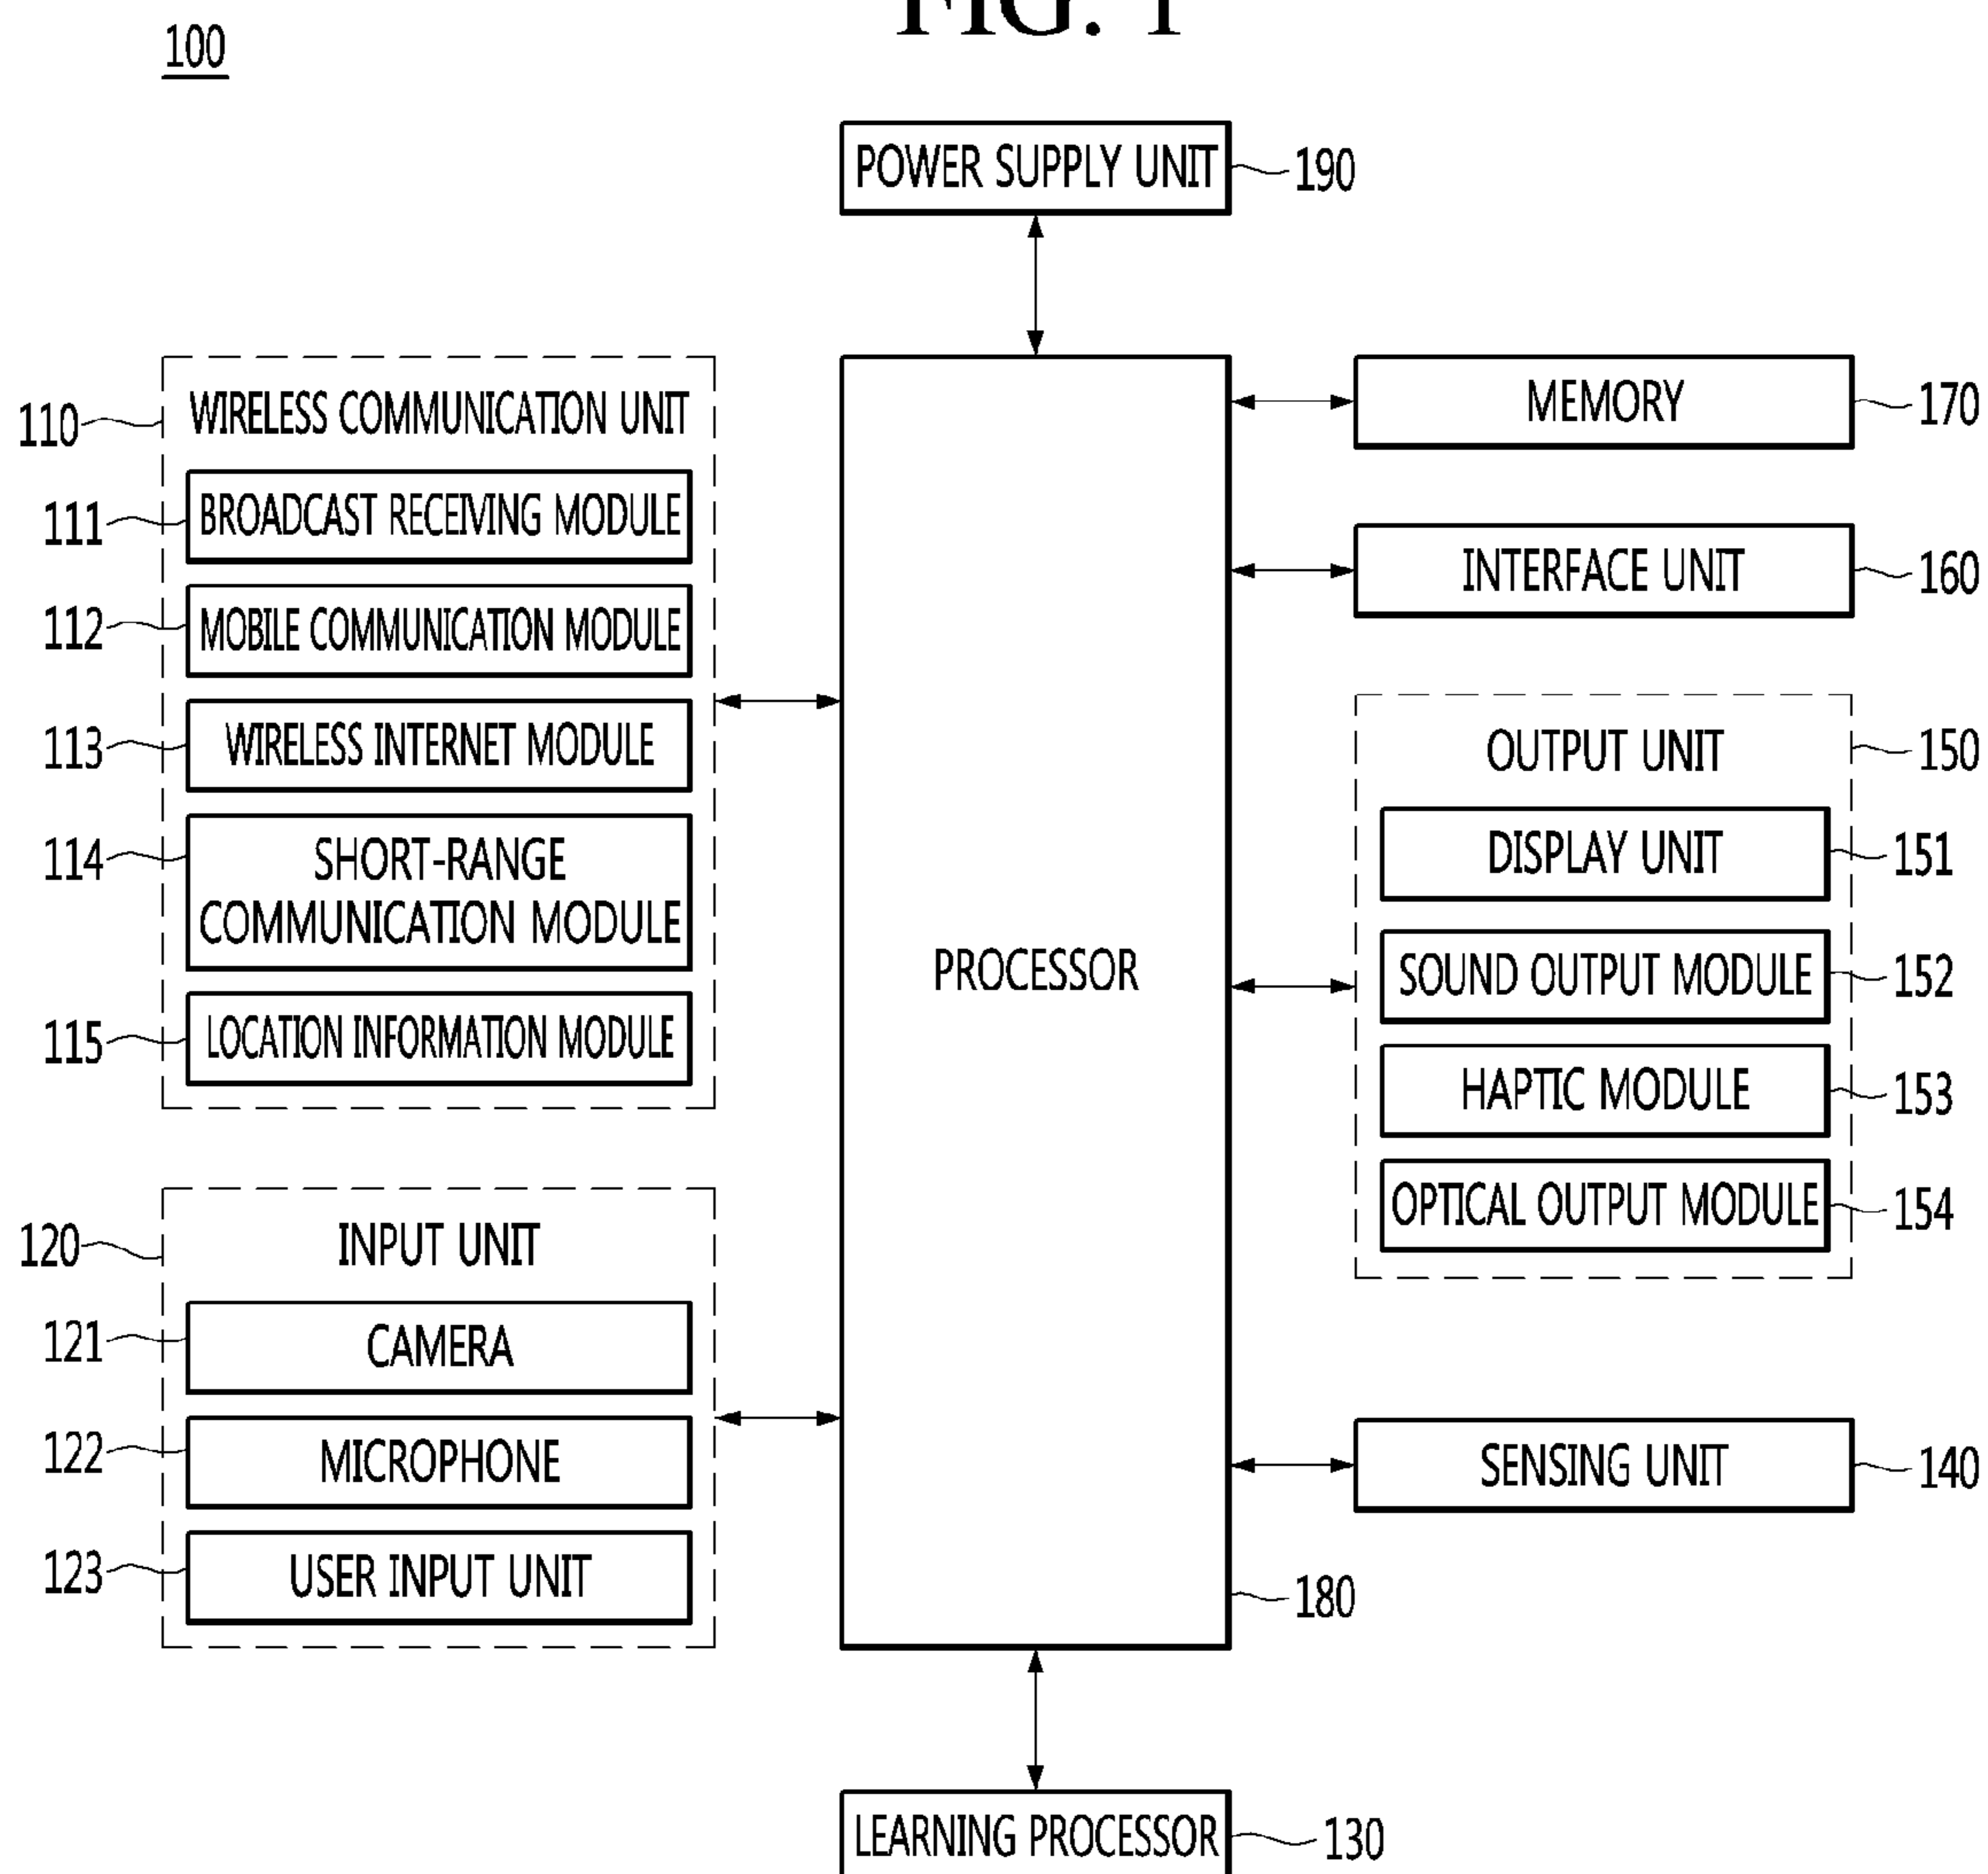 FIG. 1
100
POWER SUPPLY UNIT
190
110
WIRELESS COMMUNICATION UNIT
111
BROADCAST RECEIVING MODULE
112
MOBILE COMMUNICATION MODULE
113
WIRELESS INTERNET MODULE
114
SHORT-RANGE
COMMUNICATION MODULE
115
LOCATION INFORMATION MODULE
120
INPUT UNIT
121
CAMERA
122
MICROPHONE
123
USER INPUT UNIT
PROCESSOR
180
MEMORY
170
INTERFACE UNIT
160
OUTPUT UNIT
150
DISPLAY UNIT
151
SOUND OUTPUT MODULE
152
HAPTIC MODULE
153
OPTICAL OUTPUT MODULE
154
SENSING UNIT
140
LEARNING PROCESSOR
130